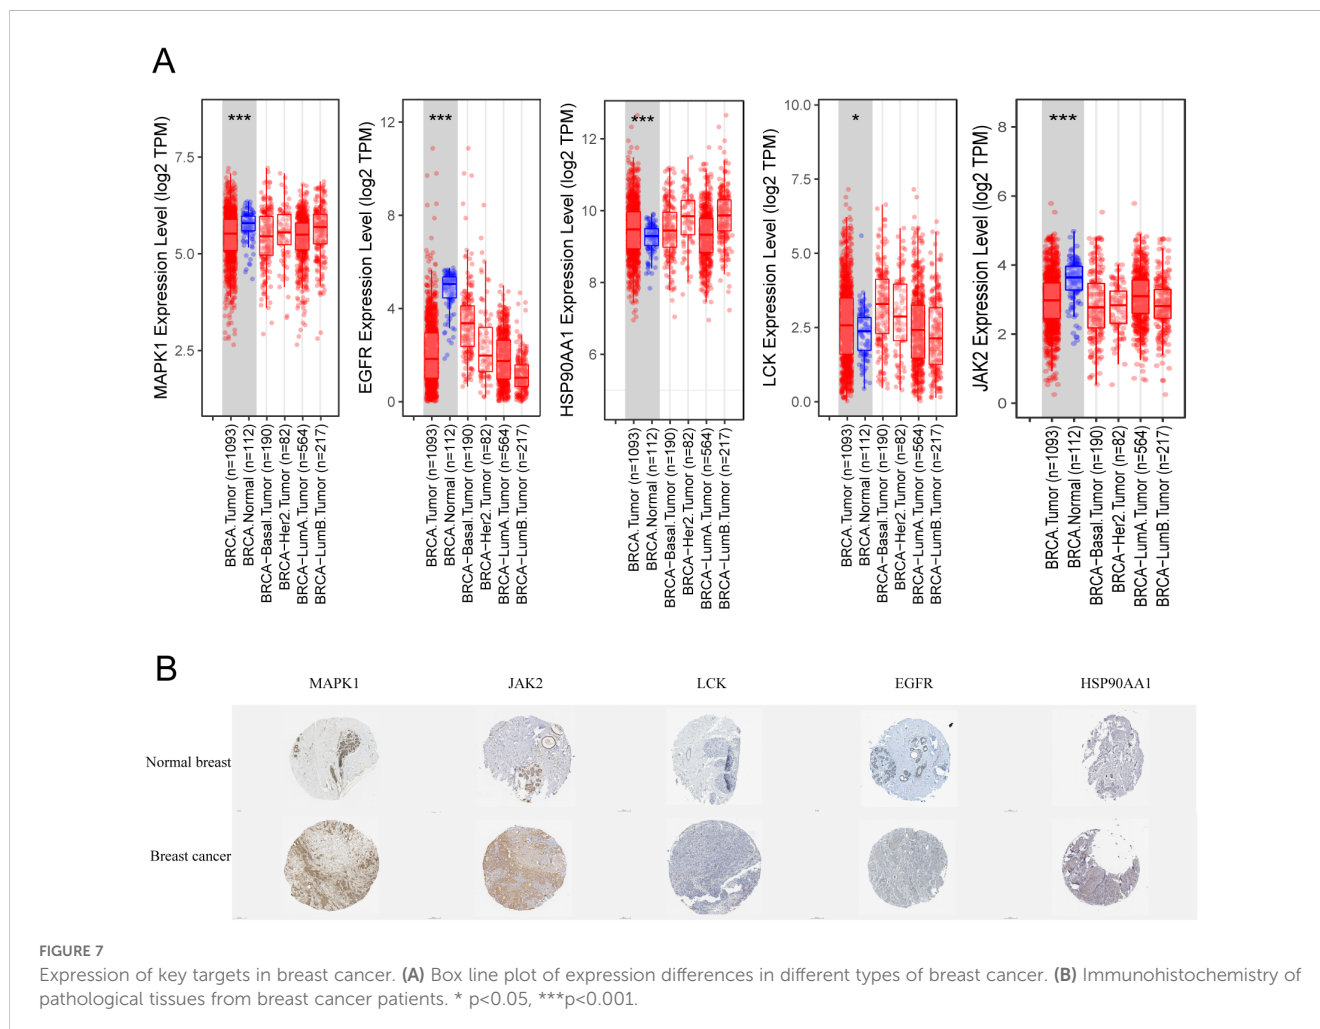 A
MAPK1 Expression Level (log2 TPM)
7.5
5.0
2.5
***
BRCA.Tumor (n=1093)
BRCA.Normal (n=112)
BRCA-Basal.Tumor (n=190)
BRCA-Her2.Tumor (n=82)
BRCA-LumA.Tumor (n=564)
BRCA-LumB.Tumor (n=217)
EGFR Expression Level (log2 TPM)
12
8
4
0
***
BRCA.Tumor (n=1093)
BRCA.Normal (n=112)
BRCA-Basal.Tumor (n=190)
BRCA-Her2.Tumor (n=82)
BRCA-LumA.Tumor (n=564)
BRCA-LumB.Tumor (n=217)
HSP90AA1 Expression Level (log2 TPM)
12
10
8
6
***
BRCA.Tumor (n=1093)
BRCA.Normal (n=112)
BRCA-Basal.Tumor (n=190)
BRCA-Her2.Tumor (n=82)
BRCA-LumA.Tumor (n=564)
BRCA-LumB.Tumor (n=217)
LCK Expression Level (log2 TPM)
10.0
7.5
5.0
2.5
0.0
*
BRCA.Tumor (n=1093)
BRCA.Normal (n=112)
BRCA-Basal.Tumor (n=190)
BRCA-Her2.Tumor (n=82)
BRCA-LumA.Tumor (n=564)
BRCA-LumB.Tumor (n=217)
JAK2 Expression Level (log2 TPM)
8
6
4
2
0
***
BRCA.Tumor (n=1093)
BRCA.Normal (n=112)
BRCA-Basal.Tumor (n=190)
BRCA-Her2.Tumor (n=82)
BRCA-LumA.Tumor (n=564)
BRCA-LumB.Tumor (n=217)
B
MAPK1 JAK2 LCK EGFR HSP90AA1
Normal breast
Breast cancer
FIGURE 7
Expression of key targets in breast cancer. (A) Box line plot of expression differences in different types of breast cancer. (B) Immunohistochemistry of
pathological tissues from breast cancer patients. * p<0.05, ***p<0.001.